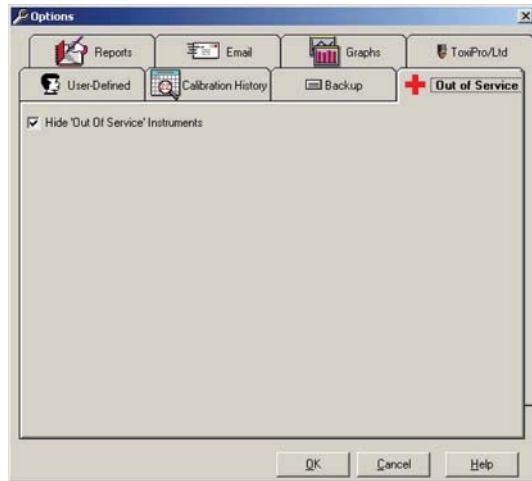 Options
Reports Email Graphs ToxiPro/Ltd
User-Defined Calibration History Backup Out of Service
Hide 'Out Of Service' Instruments
OK Cancel Help